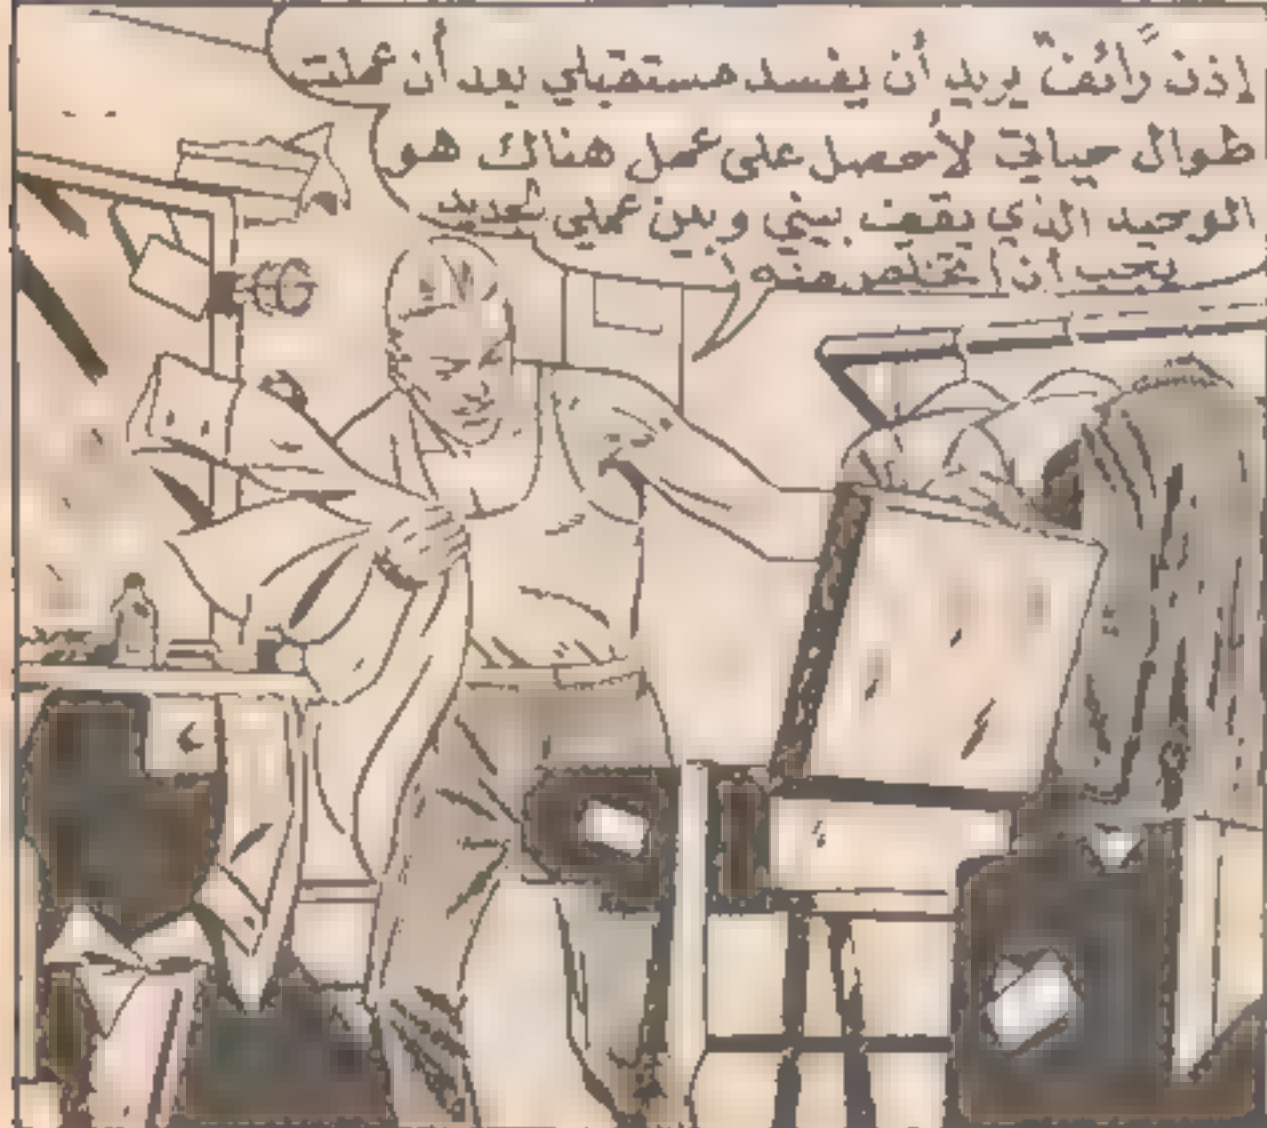 إذن رائف يريد أن يفسد مستقبلي بعد أن عملت
طوال حياتي لأحصل على عمل هناك هو
الوحيد الذي يقف بيني وبين عملي الجديد
يجب أن أتخلص منه